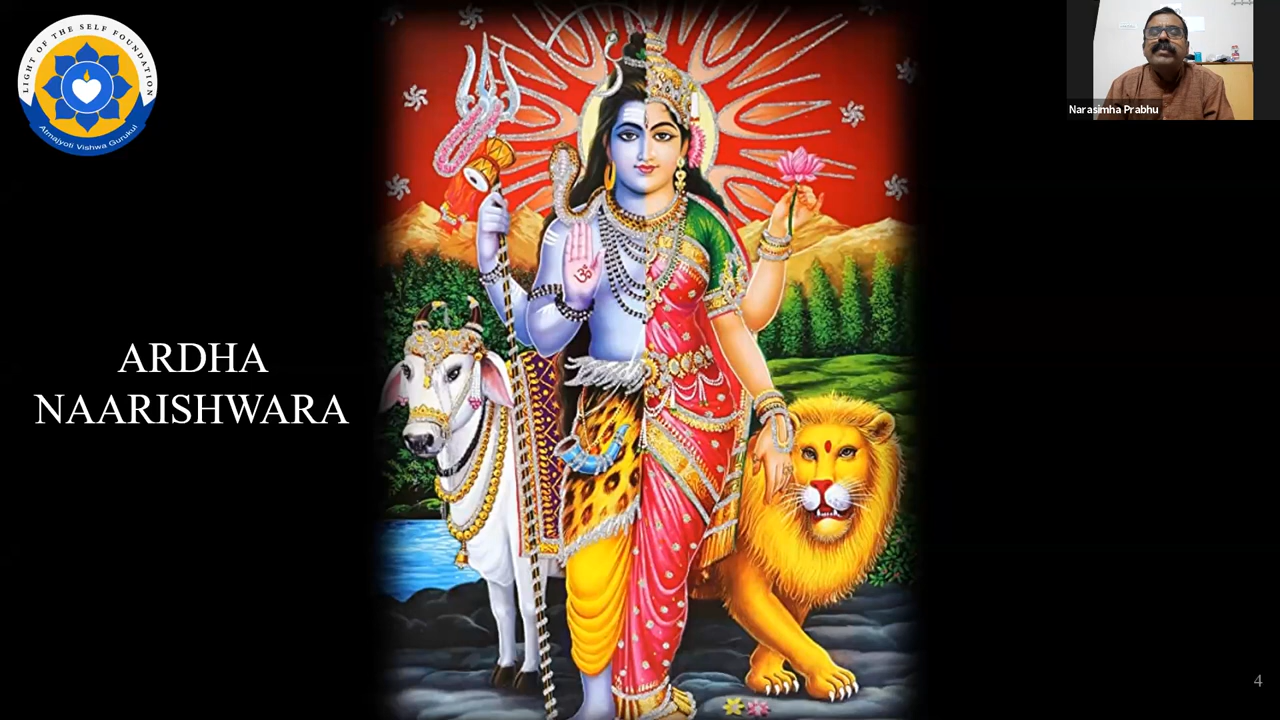 LIGHT OF THE SELF FOUNDATION
Atmajyoti Vishwa Gurukul
Narasimha Prabhu
ॐ
ARDHA
NAARISHWARA
4